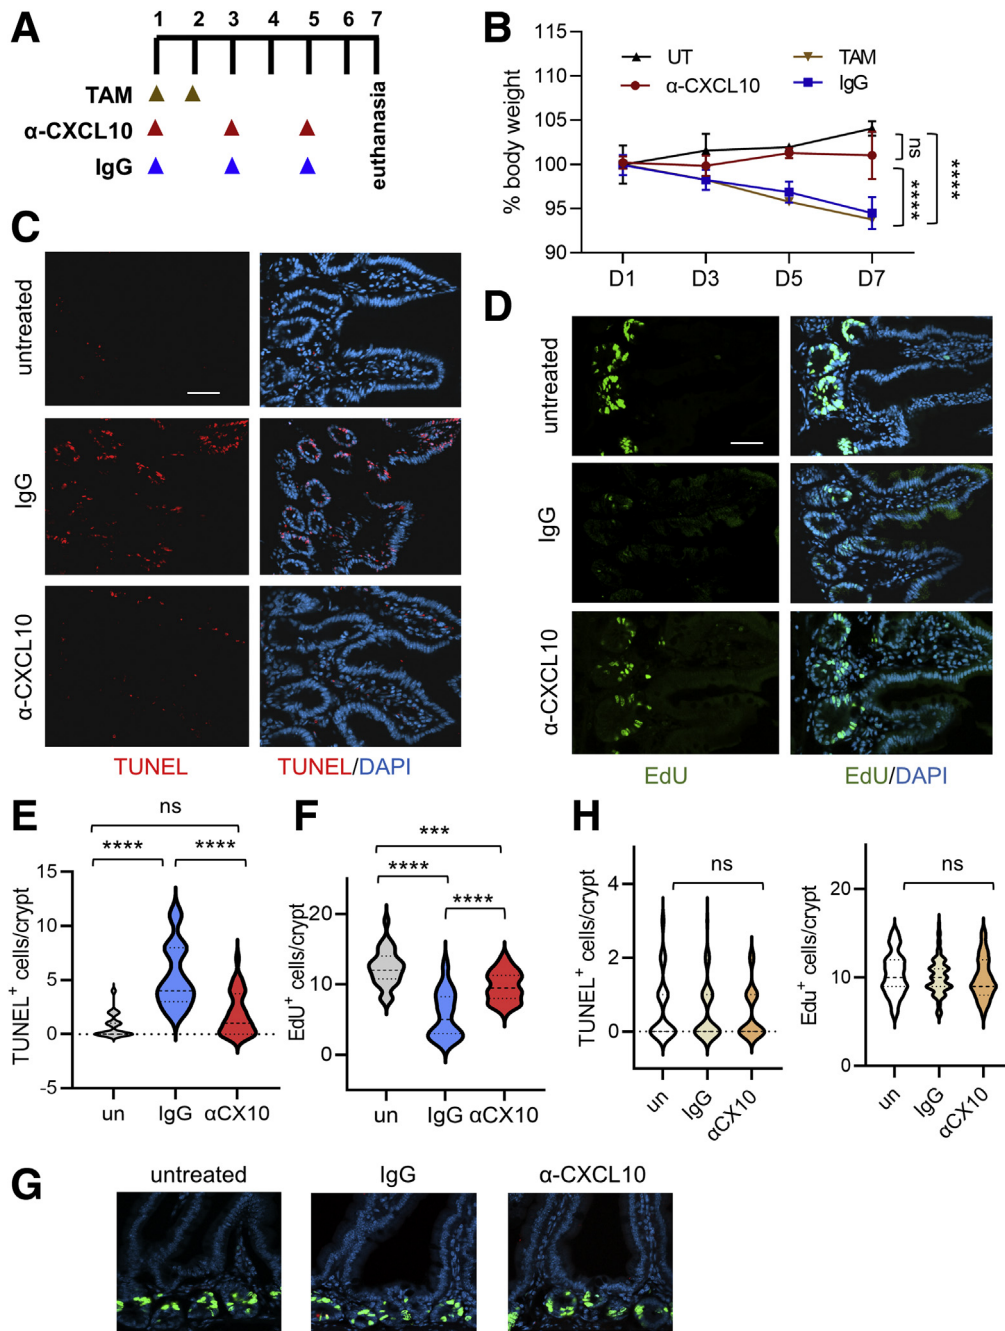 A
1 2 3 4 5 6 7
TAM
α-CXCL10
IgG
euthanasia
B
115
110
105
100
95
90
% body weight
UT
TAM
α-CXCL10
IgG
ns
****
****
D1 D3 D5 D7
C
untreated
IgG
α-CXCL10
TUNEL
TUNEL/DAPI
D
untreated
IgG
α-CXCL10
EdU
EdU/DAPI
E
ns
****
****
15
10
5
0
-5
TUNEL+ cells/crypt
un IgG αCX10
F
***
****
****
20
10
0
EdU+ cells/crypt
un IgG αCX10
H
ns
4
2
0
TUNEL+ cells/crypt
un IgG αCX10
ns
20
10
0
Edu+ cells/crypt
un IgG αCX10
G
untreated
IgG
α-CXCL10